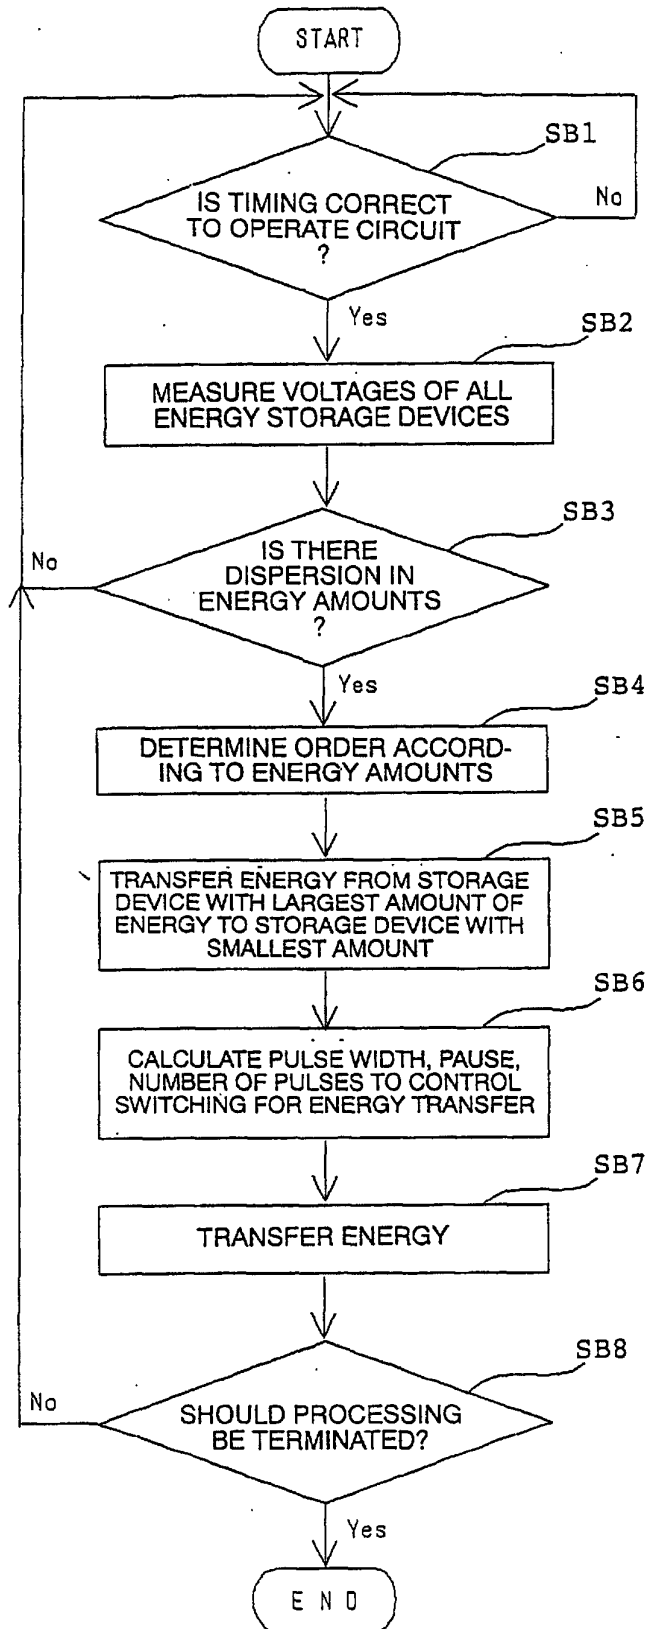 START
SB1
IS TIMING CORRECT
TO OPERATE CIRCUIT
?
No
Yes
SB2
MEASURE VOLTAGES OF ALL
ENERGY STORAGE DEVICES
SB3
IS THERE
DISPERSION IN
ENERGY AMOUNTS
?
No
Yes
SB4
DETERMINE ORDER ACCORD-
ING TO ENERGY AMOUNTS
SB5
TRANSFER ENERGY FROM STORAGE
DEVICE WITH LARGEST AMOUNT OF
ENERGY TO STORAGE DEVICE WITH
SMALLEST AMOUNT
SB6
CALCULATE PULSE WIDTH, PAUSE,
NUMBER OF PULSES TO CONTROL
SWITCHING FOR ENERGY TRANSFER
SB7
TRANSFER ENERGY
SB8
SHOULD PROCESSING
BE TERMINATED?
No
Yes
END